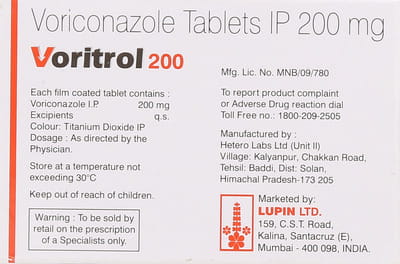 Voriconazole Tablets IP 200 mg
Voritrol 200
Each film coated tablet contains :
Voriconazole I.P. 200 mg
Excipients q.s.
Colour: Titanium Dioxide IP
Dosage : As directed by the
Physician.
Store at a temperature not
exceeding 30°C
Keep out of reach of children.
Warning : To be sold by
retail on the prescription
of a Specialists only.
Mfg. Lic. No. MNB/09/780
To report product complaint
or Adverse Drug reaction dial
Toll Free no.: 1800-209-2505
Manufactured by :
Hetero Labs Ltd (Unit II)
Village: Kalyanpur, Chakkan Road,
Tehsil: Baddi, Dist: Solan,
Himachal Pradesh-173 205
Marketed by:
LUPIN LTD.
159, C.S.T. Road,
Kalina, Santacruz (E),
Mumbai - 400 098, INDIA.